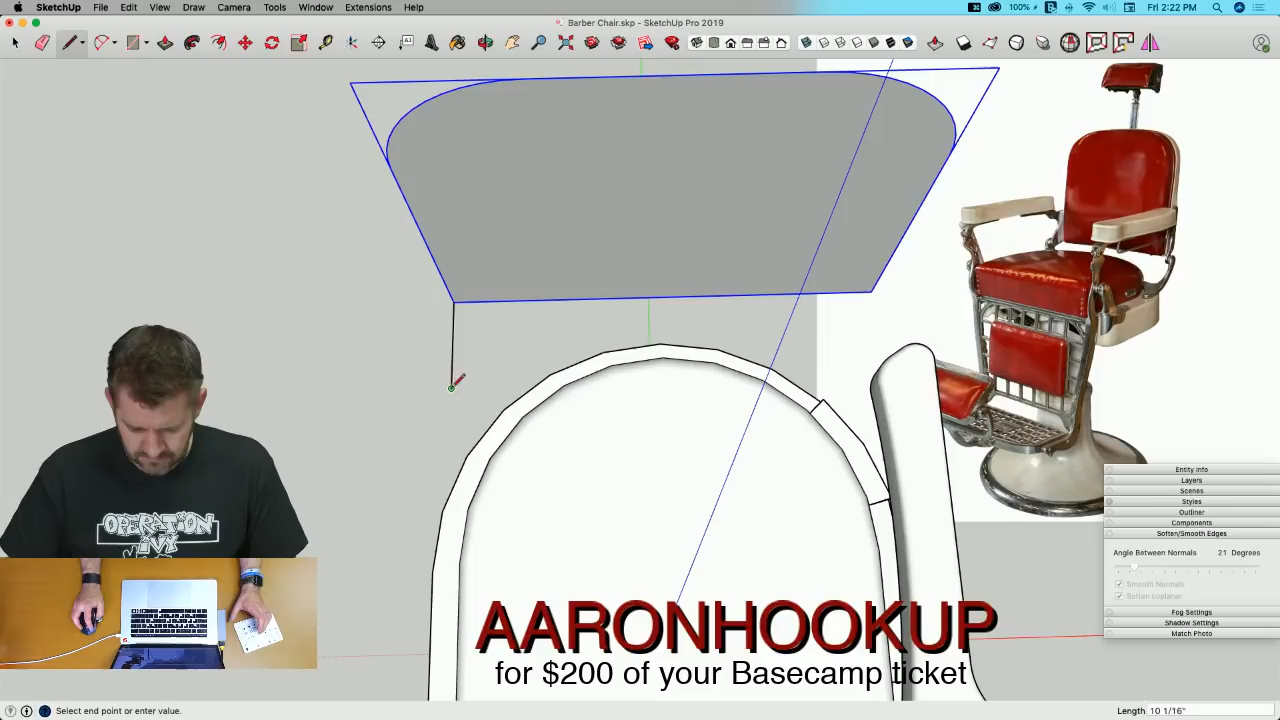 SketchUp File Edit View Draw Camera Tools Window Extensions Help
100% Fri 2:22 PM
Barber Chair.skp - SketchUp Pro 2019
OPERATION
IVY
Entity Info
Layers
Scenes
Styles
Outliner
Components
Soften/Smooth Edges
Angle Between Normals 21 Degrees
Smooth Normals
Soften coplanar
Fog Settings
Shadow Settings
Match Photo
AARONHOOKUP
for $200 of your Basecamp ticket
Select end point or enter value.
Length 10 1/16"